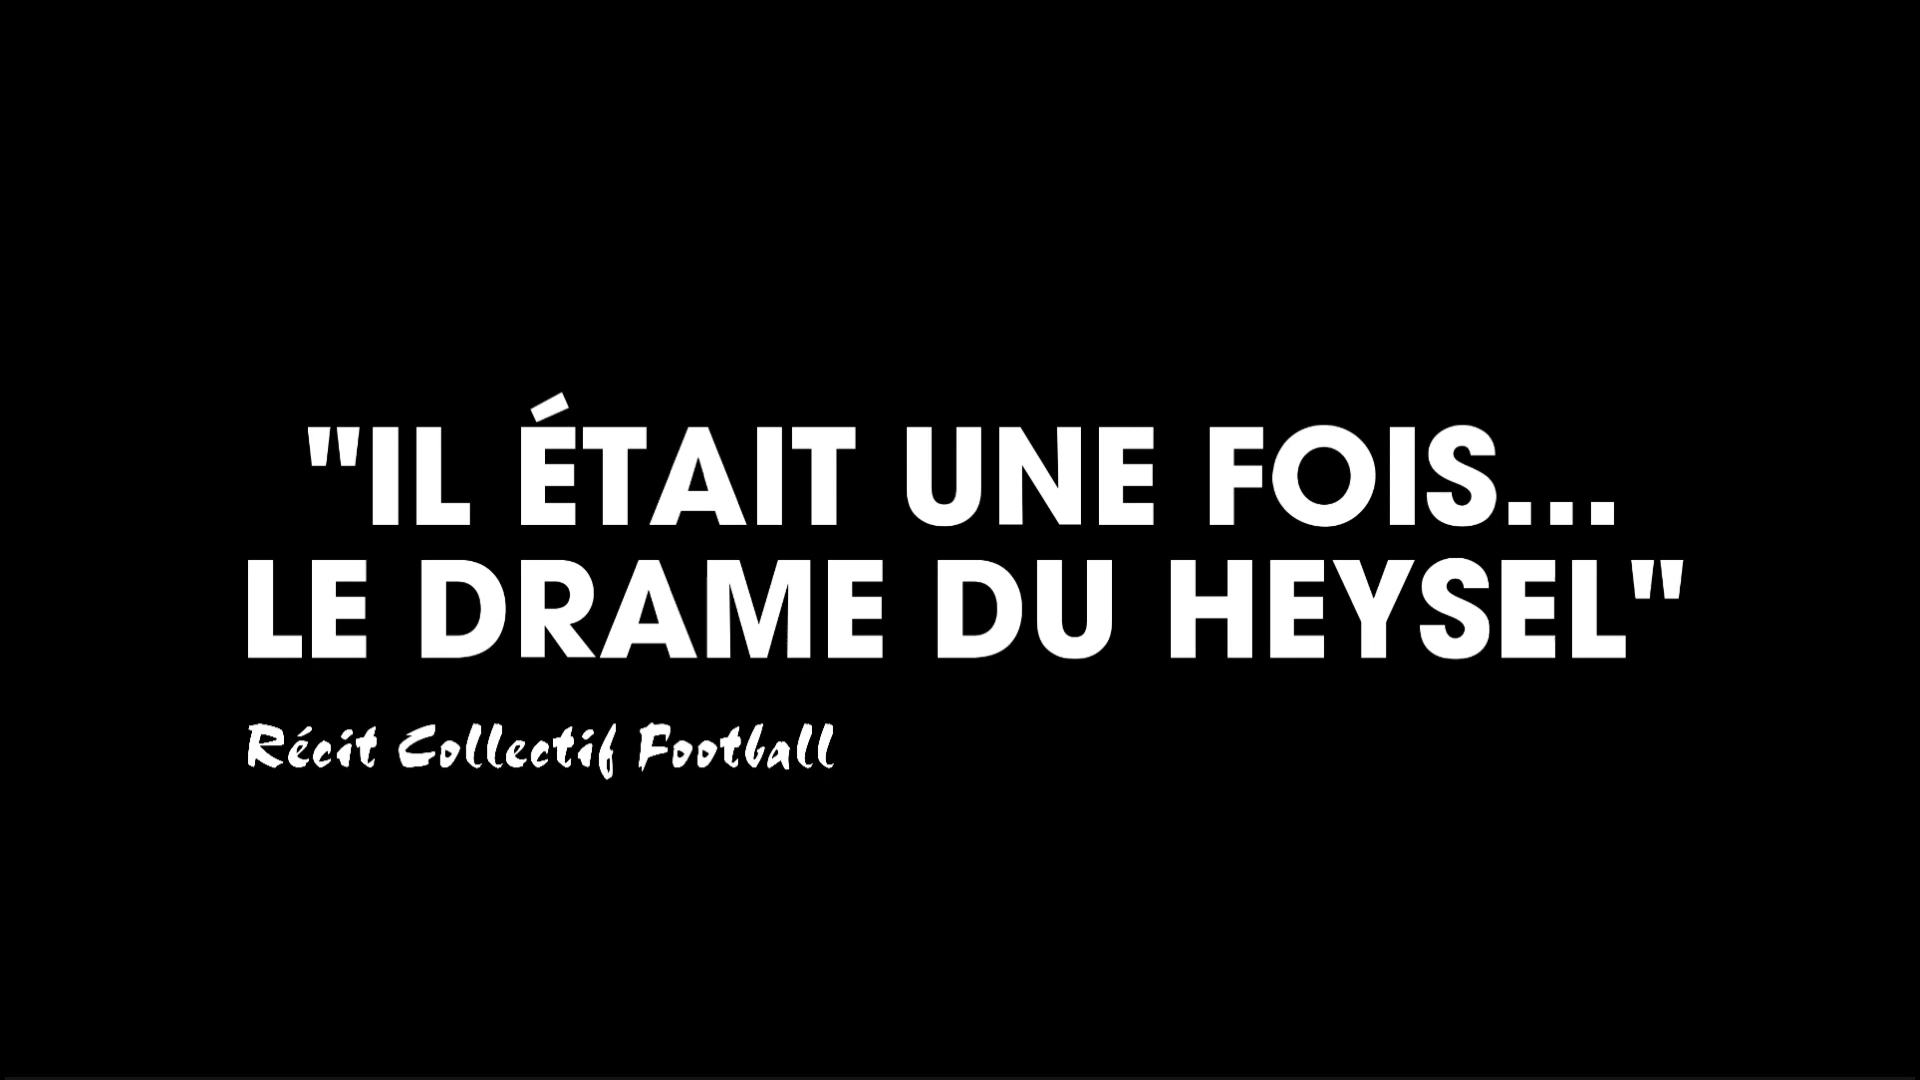 "IL ÉTAIT UNE FOIS...
LE DRAME DU HEYSEL"
Récit Collectif Football